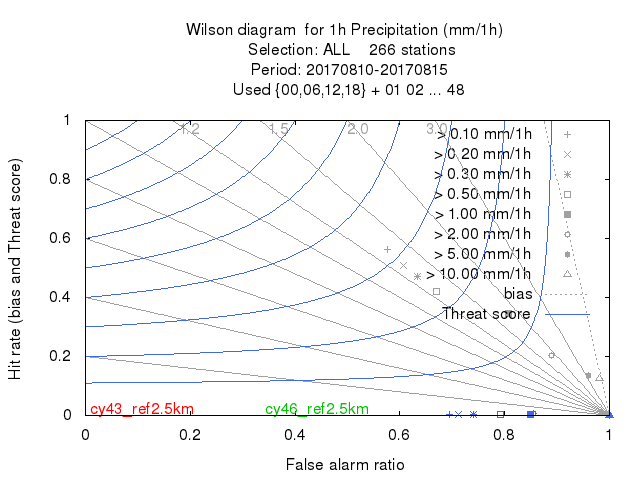 Wilson diagram  for 1h Precipitation (mm/1h)
Selection: ALL    266 stations
Period: 20170810-20170815
Used {00,06,12,18} + 01 02 ... 48
Hit rate (bias and Threat score)
1
0.8
0.6
0.4
0.2
0
1.2
1.5
2.0
3.0
> 0.10 mm/1h
> 0.20 mm/1h
> 0.30 mm/1h
> 0.50 mm/1h
> 1.00 mm/1h
> 2.00 mm/1h
> 5.00 mm/1h
> 10.00 mm/1h
bias
Threat score
cy43_ref2.5km
cy46_ref2.5km
0
0.2
0.4
0.6
0.8
1
False alarm ratio